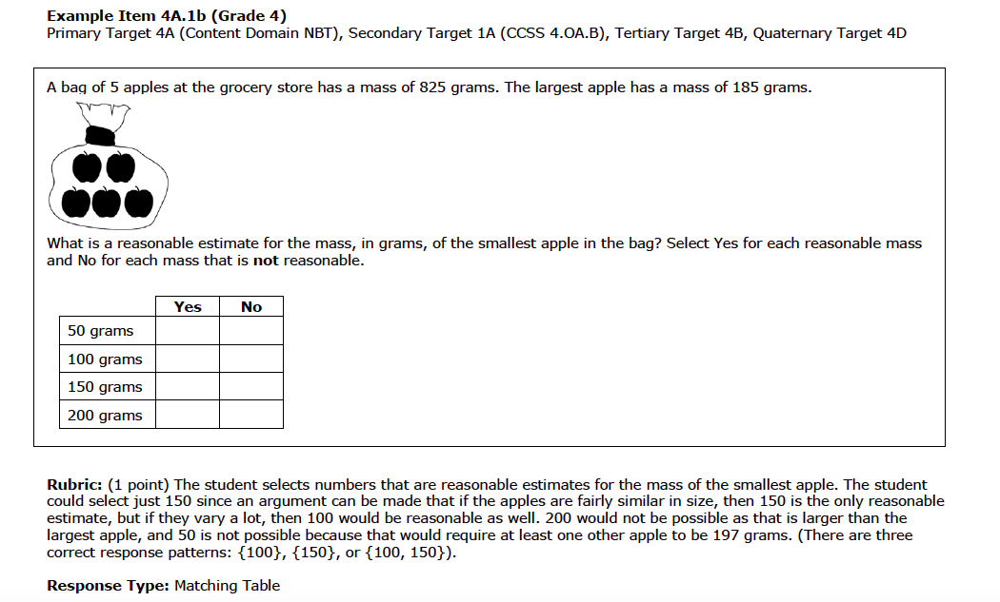 Example Item 4A.1b (Grade 4)
Primary Target 4A (Content Domain NBT), Secondary Target 1A (CCSS 4.OA.B), Tertiary Target 4B, Quaternary Target 4D
A bag of 5 apples at the grocery store has a mass of 825 grams. The largest apple has a mass of 185 grams.
What is a reasonable estimate for the mass, in grams, of the smallest apple in the bag? Select Yes for each reasonable mass
and No for each mass that is not reasonable.
Yes No
50 grams
100 grams
150 grams
200 grams
Rubric: (1 point) The student selects numbers that are reasonable estimates for the mass of the smallest apple. The student
could select just 150 since an argument can be made that if the apples are fairly similar in size, then 150 is the only reasonable
estimate, but if they vary a lot, then 100 would be reasonable as well. 200 would not be possible as that is larger than the
largest apple, and 50 is not possible because that would require at least one other apple to be 197 grams. (There are three
correct response patterns: {100}, {150}, or {100, 150}).
Response Type: Matching Table